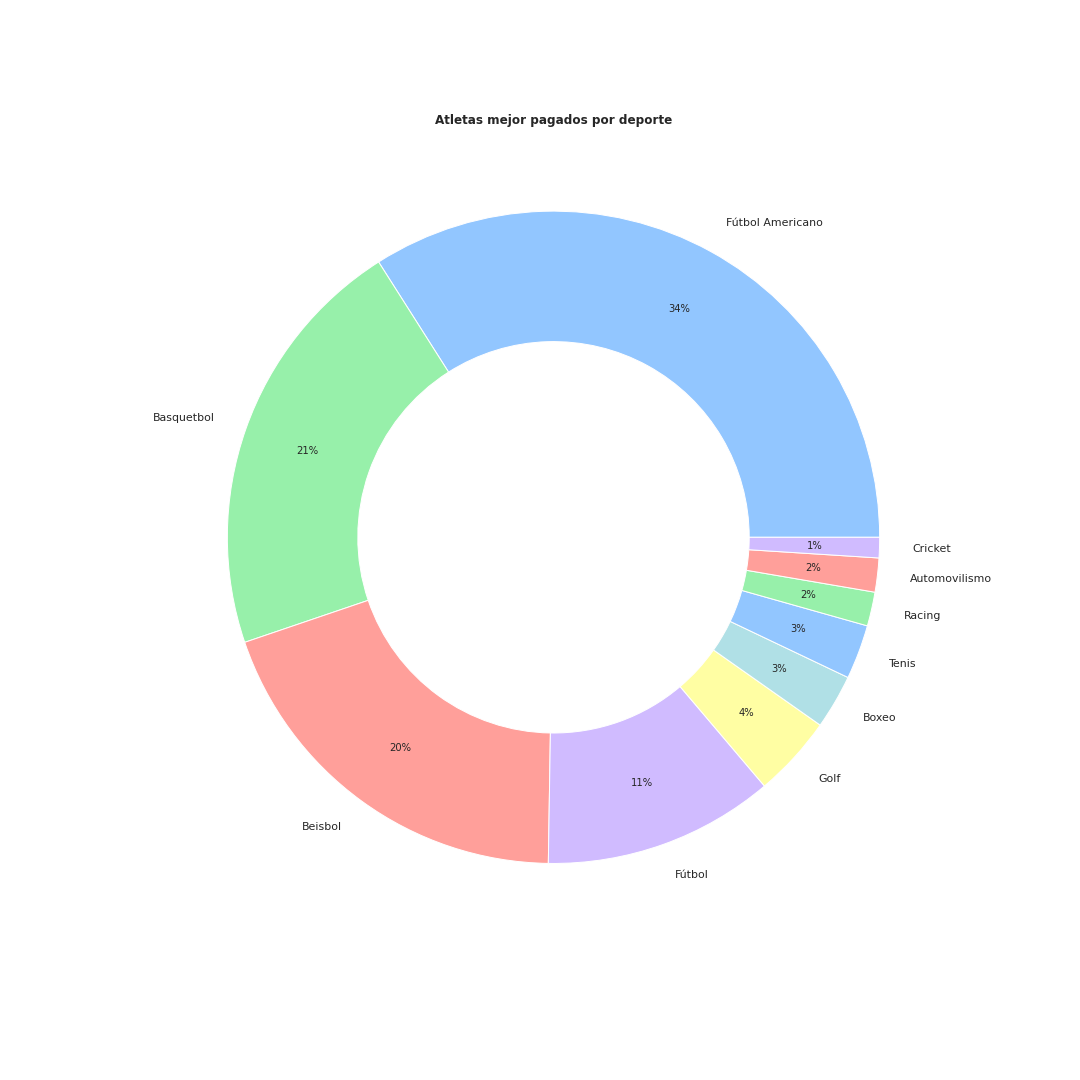 Atletas mejor pagados por deporte
Fútbol Americano
34%
Basquetbol
21%
Beisbol
20%
Fútbol
11%
Golf
4%
Boxeo
3%
Tenis
3%
Racing
2%
Automovilismo
2%
Cricket
1%